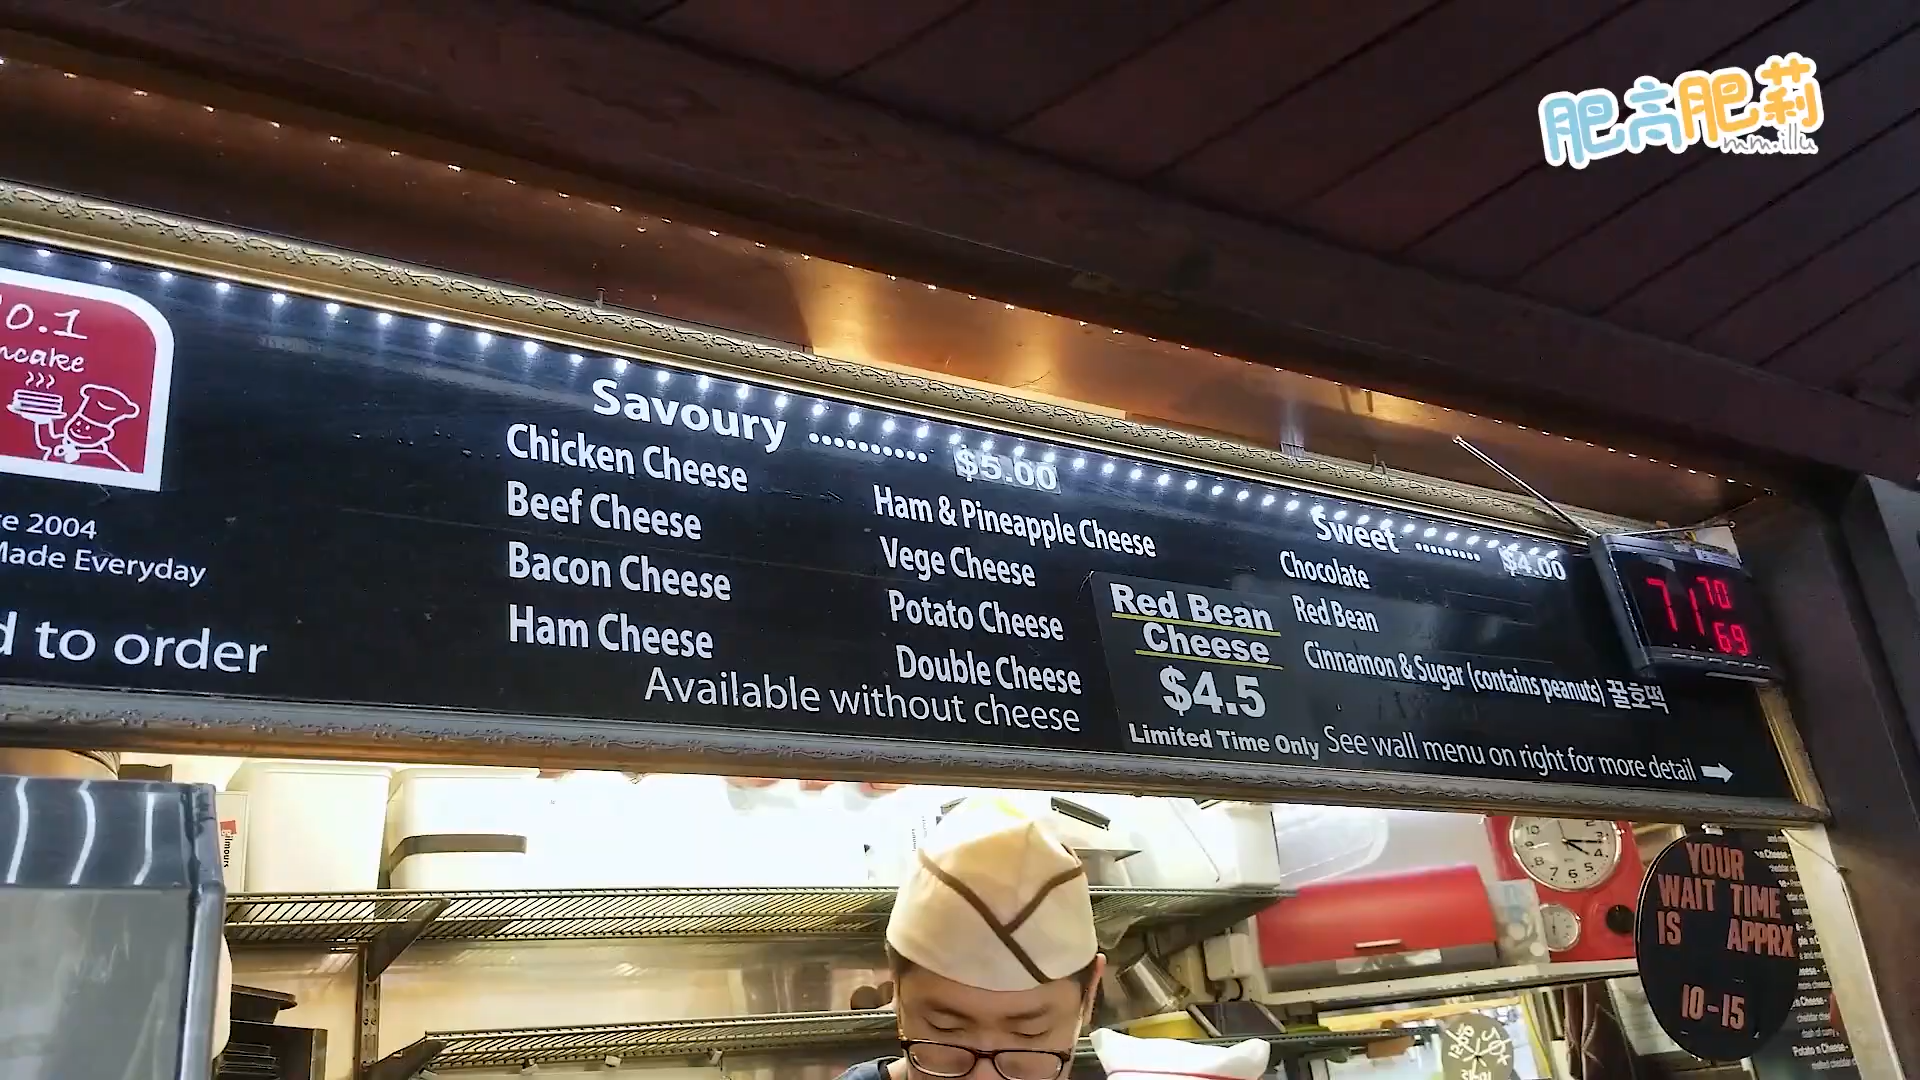 肥高肥莉
mm.illu
o.1
ncake
2004
Made Everyday
d to order
Savoury .......... $5.00
Chicken Cheese
Beef Cheese
Bacon Cheese
Ham Cheese
Ham & Pineapple Cheese
Vege Cheese
Potato Cheese
Double Cheese
Available without cheese
Red Bean
Cheese
$4.5
Limited Time Only
Sweet ......... $4.00
Chocolate
Red Bean
Cinnamon & Sugar (contains peanuts) 꿀호떡
See wall menu on right for more detail
71 70
69
YOUR
WAIT TIME
IS APPRX
10-15